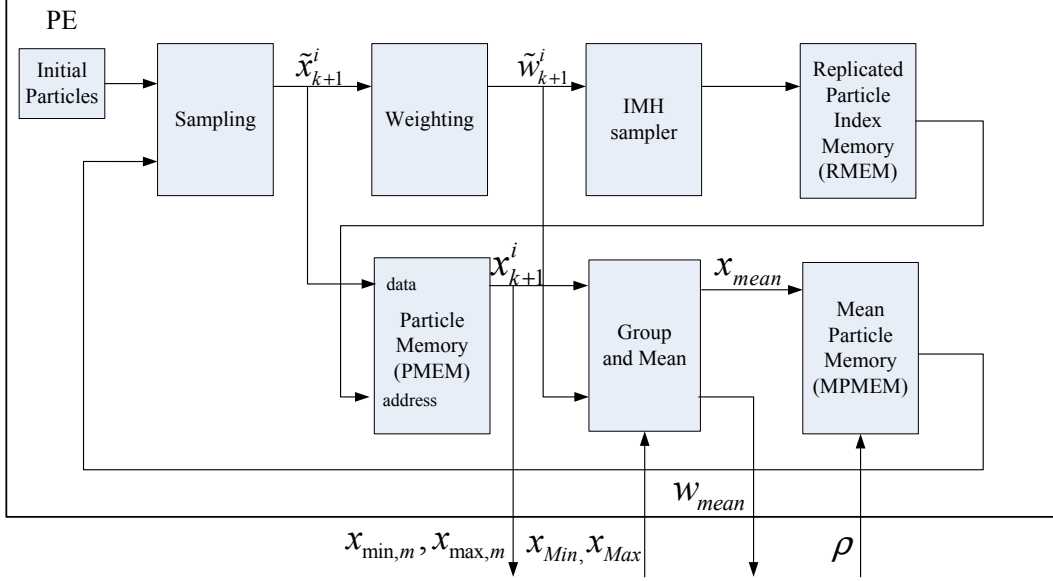 PE
Initial
Particles
Sampling
x̃ⁱₖ₊₁
Weighting
w̃ⁱₖ₊₁
IMH
sampler
Replicated
Particle
Index
Memory
(RMEM)
data
Particle
Memory
(PMEM)
address
xⁱₖ₊₁
Group
and Mean
x_mean
Mean
Particle
Memory
(MPMEM)
w_mean
x_min,m, x_max,m
x_Min, x_Max
ρ